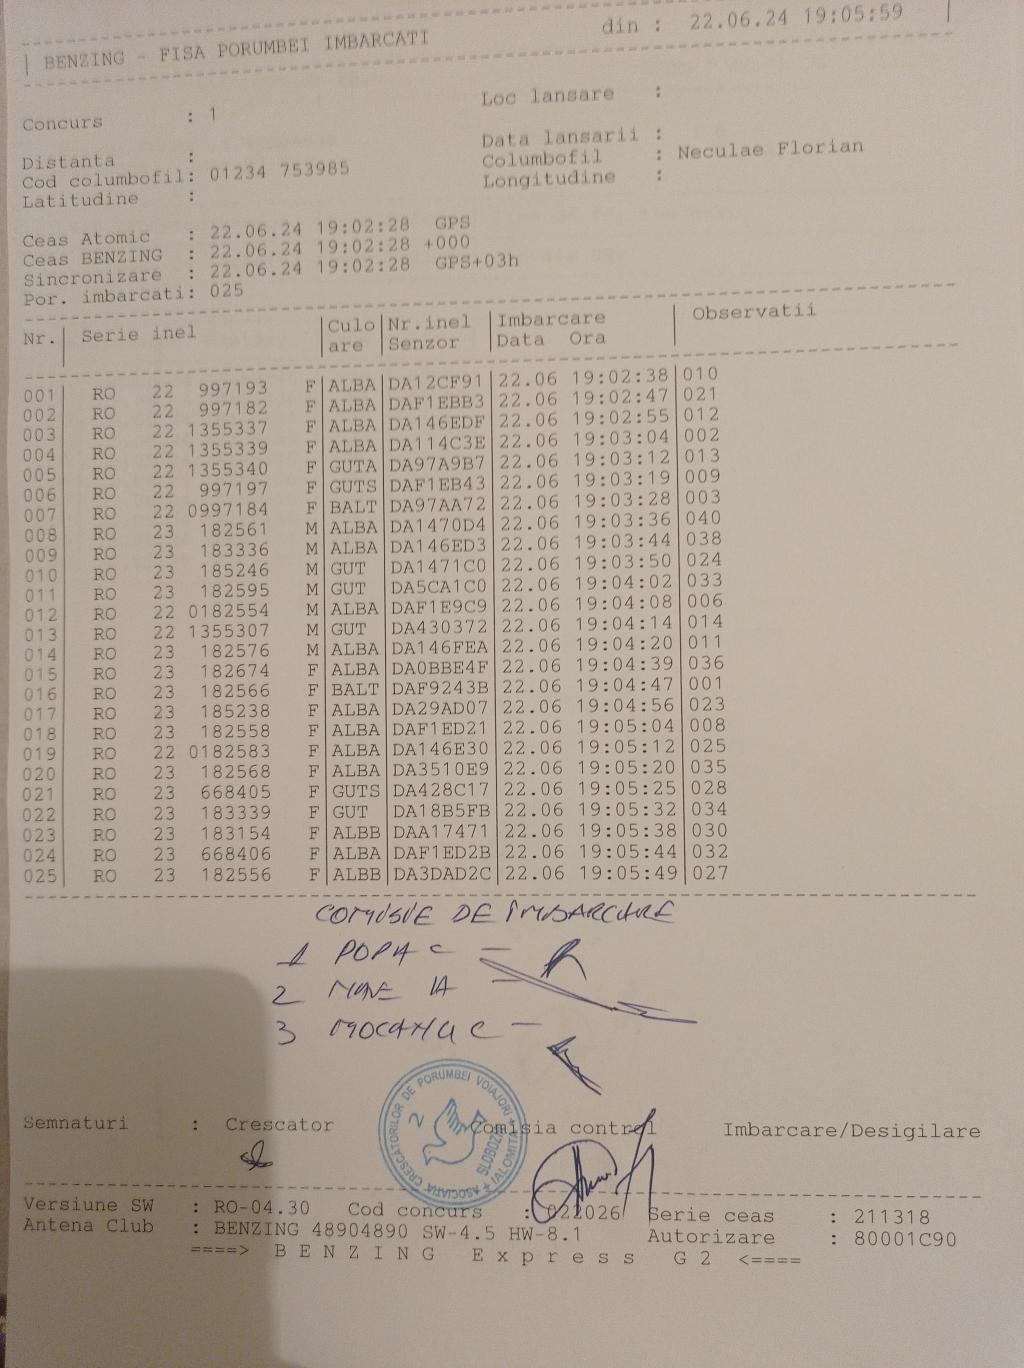 BENZING - FISA PORUMBEI IMBARCATI din : 22.06.24 19:05:59
Concurs : 1 Loc lansare :
Distanta : Data lansarii :
Cod columbofil: 01234 753985 Columbofil : Neculae Florian
Latitudine : Longitudine :
Ceas Atomic : 22.06.24 19:02:28 GPS
Ceas BENZING : 22.06.24 19:02:28 +000
Sincronizare : 22.06.24 19:02:28 GPS+03h
Por. imbarcati: 025
Nr. Serie inel Culo Nr.inel Imbarcare Observatii
are Senzor Data Ora
001 RO 22 997193 F ALBA DA12CF91 22.06 19:02:38 010
002 RO 22 997182 F ALBA DAF1EBB3 22.06 19:02:47 021
003 RO 22 1355337 F ALBA DA146EDF 22.06 19:02:55 012
004 RO 22 1355339 F ALBA DA114C3E 22.06 19:03:04 002
005 RO 22 1355340 F GUTA DA97A9B7 22.06 19:03:12 013
006 RO 22 997197 F GUTS DAF1EB43 22.06 19:03:19 009
007 RO 22 0997184 F BALT DA97AA72 22.06 19:03:28 003
008 RO 23 182561 M ALBA DA1470D4 22.06 19:03:36 040
009 RO 23 183336 M ALBA DA146ED3 22.06 19:03:44 038
010 RO 23 185246 M GUT DA1471C0 22.06 19:03:50 024
011 RO 23 182595 M GUT DA5CA1C0 22.06 19:04:02 033
012 RO 22 0182554 M ALBA DAF1E9C9 22.06 19:04:08 006
013 RO 22 1355307 M GUT DA430372 22.06 19:04:14 014
014 RO 23 182576 M ALBA DA146FEA 22.06 19:04:20 011
015 RO 23 182674 F ALBA DA0BBE4F 22.06 19:04:39 036
016 RO 23 182566 F BALT DAF9243B 22.06 19:04:47 001
017 RO 23 185238 F ALBA DA29AD07 22.06 19:04:56 023
018 RO 23 182558 F ALBA DAF1ED21 22.06 19:05:04 008
019 RO 22 0182583 F ALBA DA146E30 22.06 19:05:12 025
020 RO 23 182568 F ALBA DA3510E9 22.06 19:05:20 035
021 RO 23 668405 F GUTS DA428C17 22.06 19:05:25 028
022 RO 23 183339 F GUT DA18B5FB 22.06 19:05:32 034
023 RO 23 183154 F ALBB DAA17471 22.06 19:05:38 030
024 RO 23 668406 F ALBA DAF1ED2B 22.06 19:05:44 032
025 RO 23 182556 F ALBB DA3DAD2C 22.06 19:05:49 027
COMISIE DE IMBARCARE
1 POPA C -
2
3 MOCANU C -
ASOCIATIA CRESCATORILOR DE PORUMBEI VOIAJORI
2
SLOBOZIA
IALOMITA
Semnaturi : Crescator Comisia control Imbarcare/Desigilare
Versiune SW : RO-04.30 Cod concurs : 022026 Serie ceas : 211318
Antena Club : BENZING 48904890 SW-4.5 HW-8.1 Autorizare : 80001C90
====> B E N Z I N G E x p r e s s G 2 <====